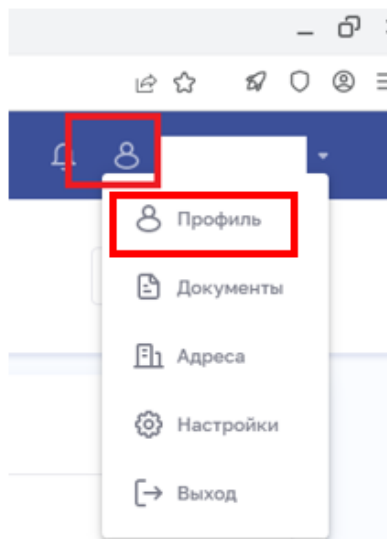 Профиль
Документы
Адреса
Настройки
Выход